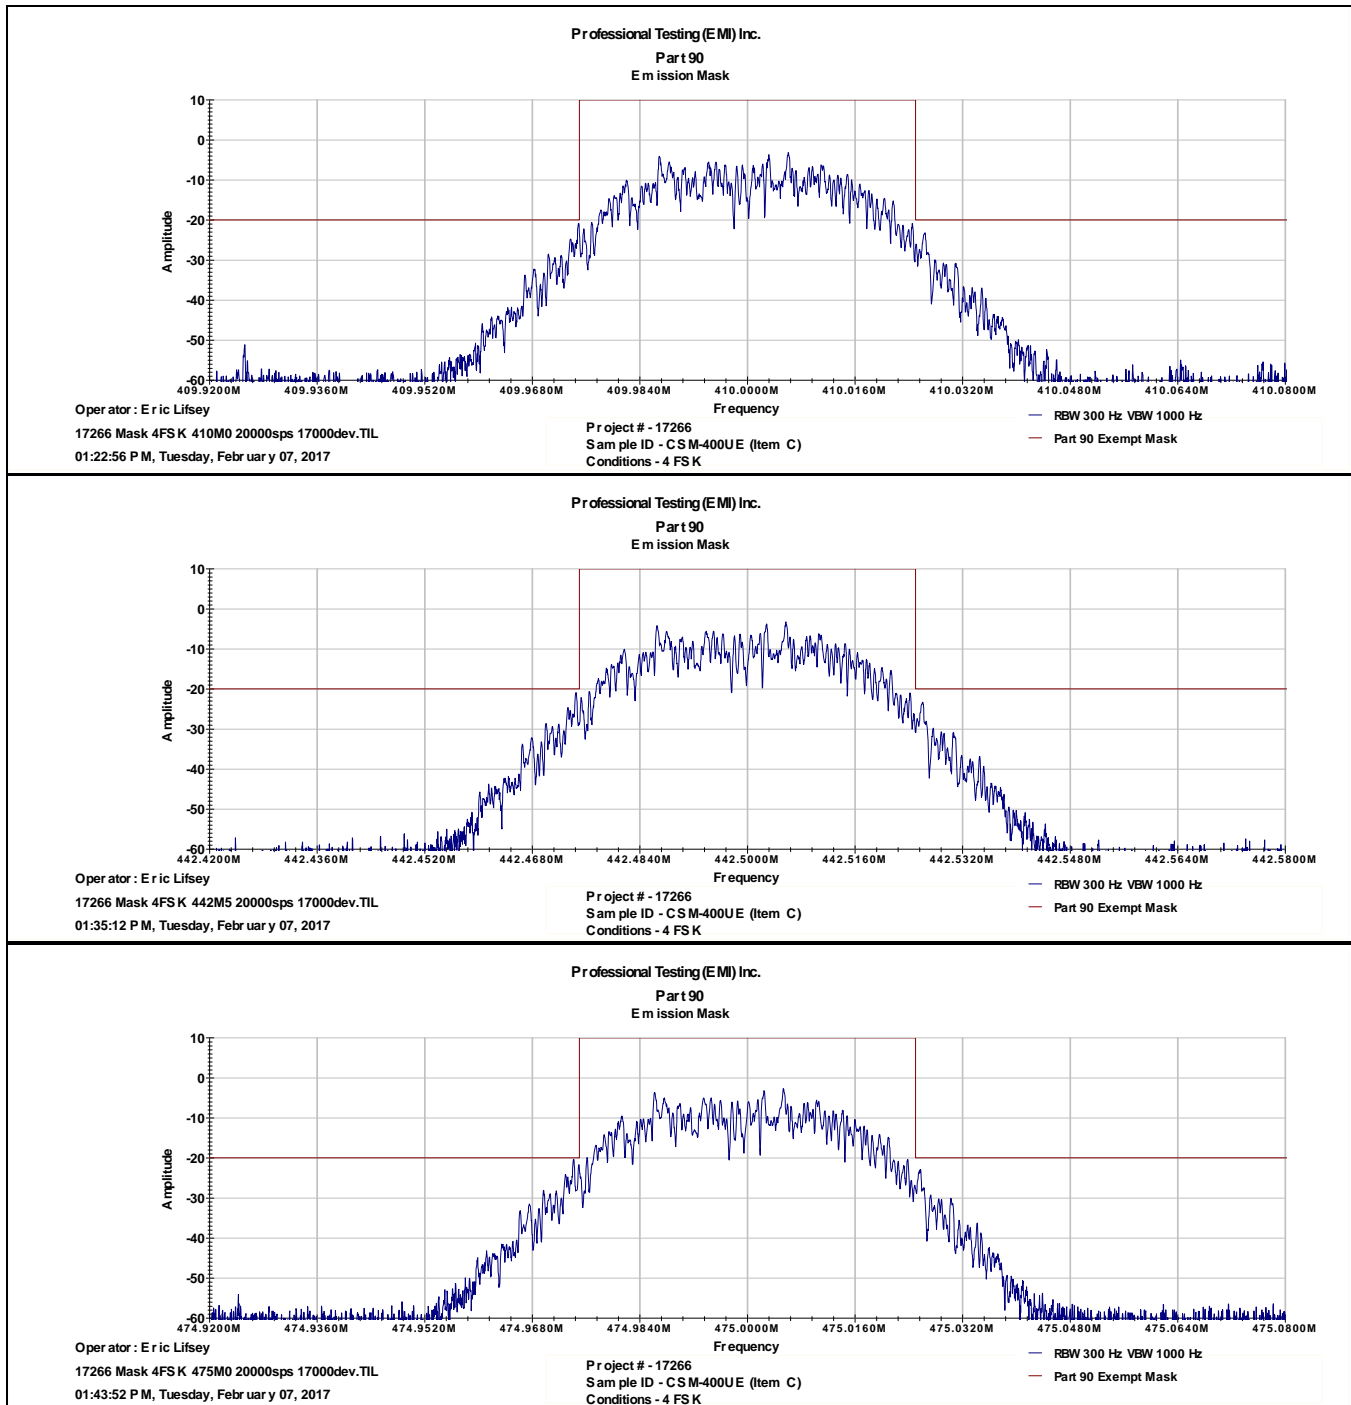 Professional Testing (EMI) Inc.
Part 90
Emission Mask
10
0
-10
-20
-30
-40
-50
-60
Amplitude
409.9200M 409.9360M 409.9520M 409.9680M 409.9840M 410.0000M 410.0160M 410.0320M 410.0480M 410.0640M 410.0800M
Frequency
Operator: Eric Lifsey
17266 Mask 4FSK 410M0 20000sps 17000dev.TIL
01:22:56 PM, Tuesday, February 07, 2017
Project # - 17266
Sample ID - CSM-400UE (Item C)
Conditions - 4 FSK
RBW 300 Hz VBW 1000 Hz
Part 90 Exempt Mask
Professional Testing (EMI) Inc.
Part 90
Emission Mask
10
0
-10
-20
-30
-40
-50
-60
Amplitude
442.4200M 442.4360M 442.4520M 442.4680M 442.4840M 442.5000M 442.5160M 442.5320M 442.5480M 442.5640M 442.5800M
Frequency
Operator: Eric Lifsey
17266 Mask 4FSK 442M5 20000sps 17000dev.TIL
01:35:12 PM, Tuesday, February 07, 2017
Project # - 17266
Sample ID - CSM-400UE (Item C)
Conditions - 4 FSK
RBW 300 Hz VBW 1000 Hz
Part 90 Exempt Mask
Professional Testing (EMI) Inc.
Part 90
Emission Mask
10
0
-10
-20
-30
-40
-50
-60
Amplitude
474.9200M 474.9360M 474.9520M 474.9680M 474.9840M 475.0000M 475.0160M 475.0320M 475.0480M 475.0640M 475.0800M
Frequency
Operator: Eric Lifsey
17266 Mask 4FSK 475M0 20000sps 17000dev.TIL
01:43:52 PM, Tuesday, February 07, 2017
Project # - 17266
Sample ID - CSM-400UE (Item C)
Conditions - 4 FSK
RBW 300 Hz VBW 1000 Hz
Part 90 Exempt Mask